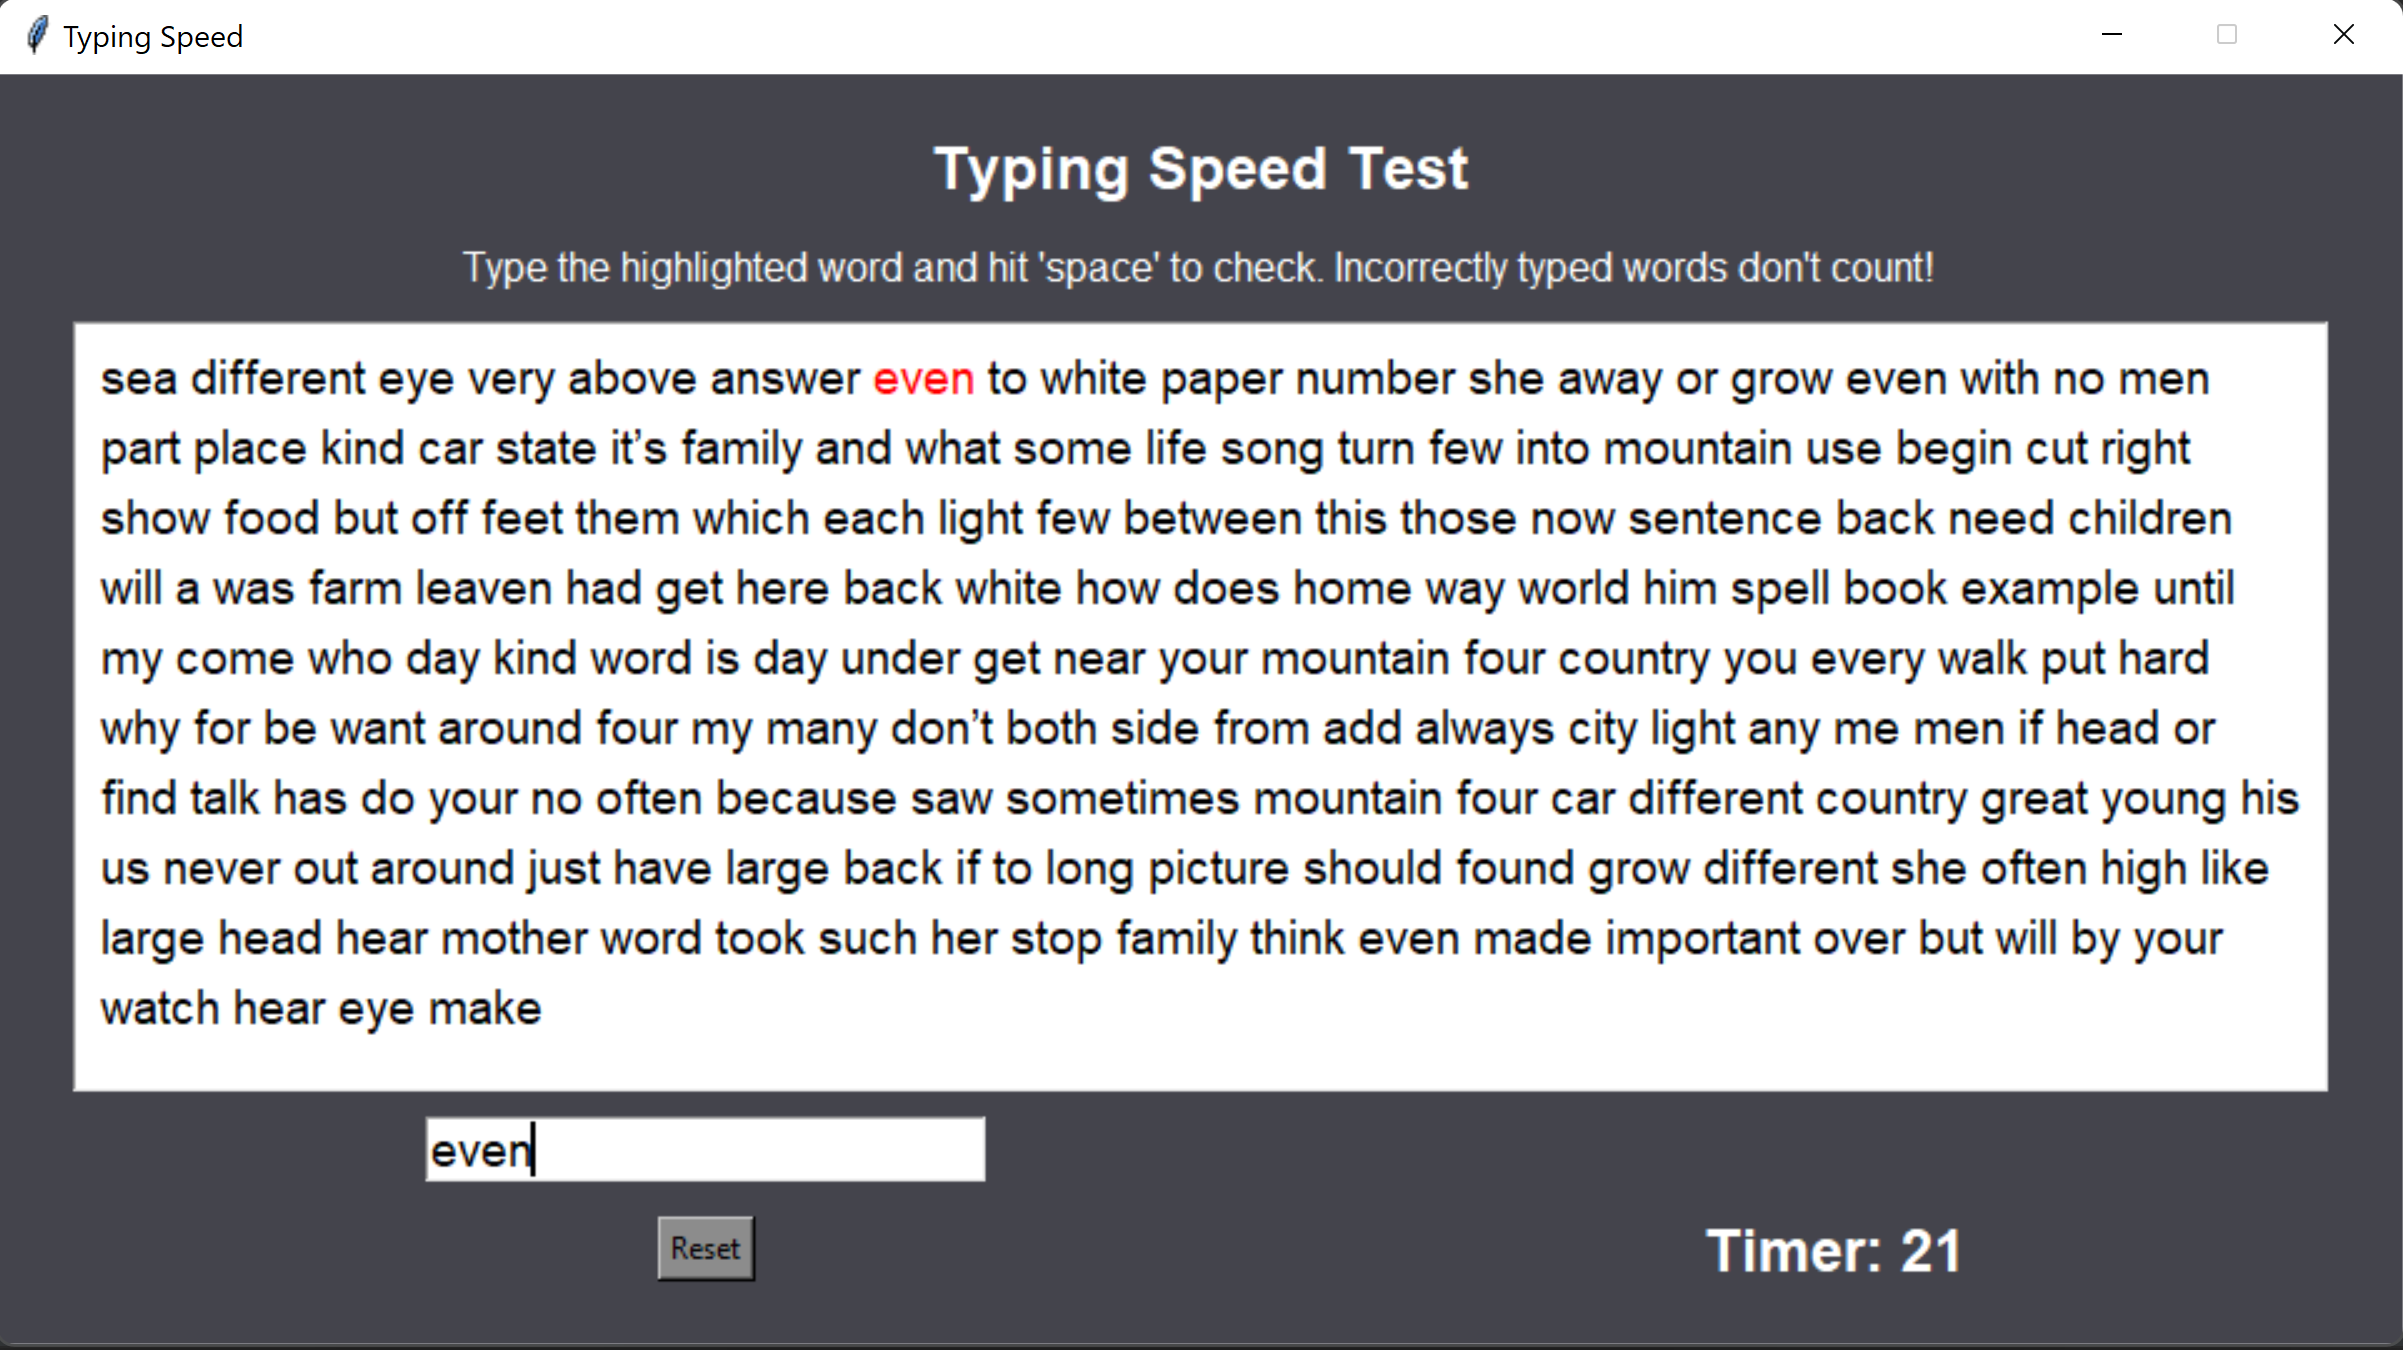 Typing Speed
Typing Speed Test
Type the highlighted word and hit 'space' to check. Incorrectly typed words don't count!
sea different eye very above answer even to white paper number she away or grow even with no men
part place kind car state it’s family and what some life song turn few into mountain use begin cut right
show food but off feet them which each light few between this those now sentence back need children
will a was farm leaven had get here back white how does home way world him spell book example until
my come who day kind word is day under get near your mountain four country you every walk put hard
why for be want around four my many don’t both side from add always city light any me men if head or
find talk has do your no often because saw sometimes mountain four car different country great young his
us never out around just have large back if to long picture should found grow different she often high like
large head hear mother word took such her stop family think even made important over but will by your
watch hear eye make
even
Reset
Timer: 21